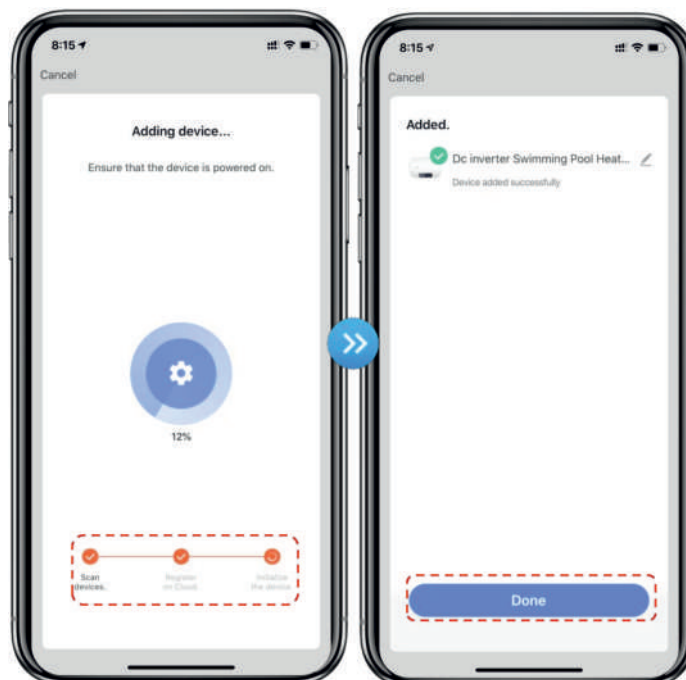 8:15
Cancel
Adding device...
Ensure that the device is powered on.
12%
Scan
devices.
Register
on Cloud.
Initialize
the device.
8:15
Cancel
Added.
Dc inverter Swimming Pool Heat...
Device added successfully
Done